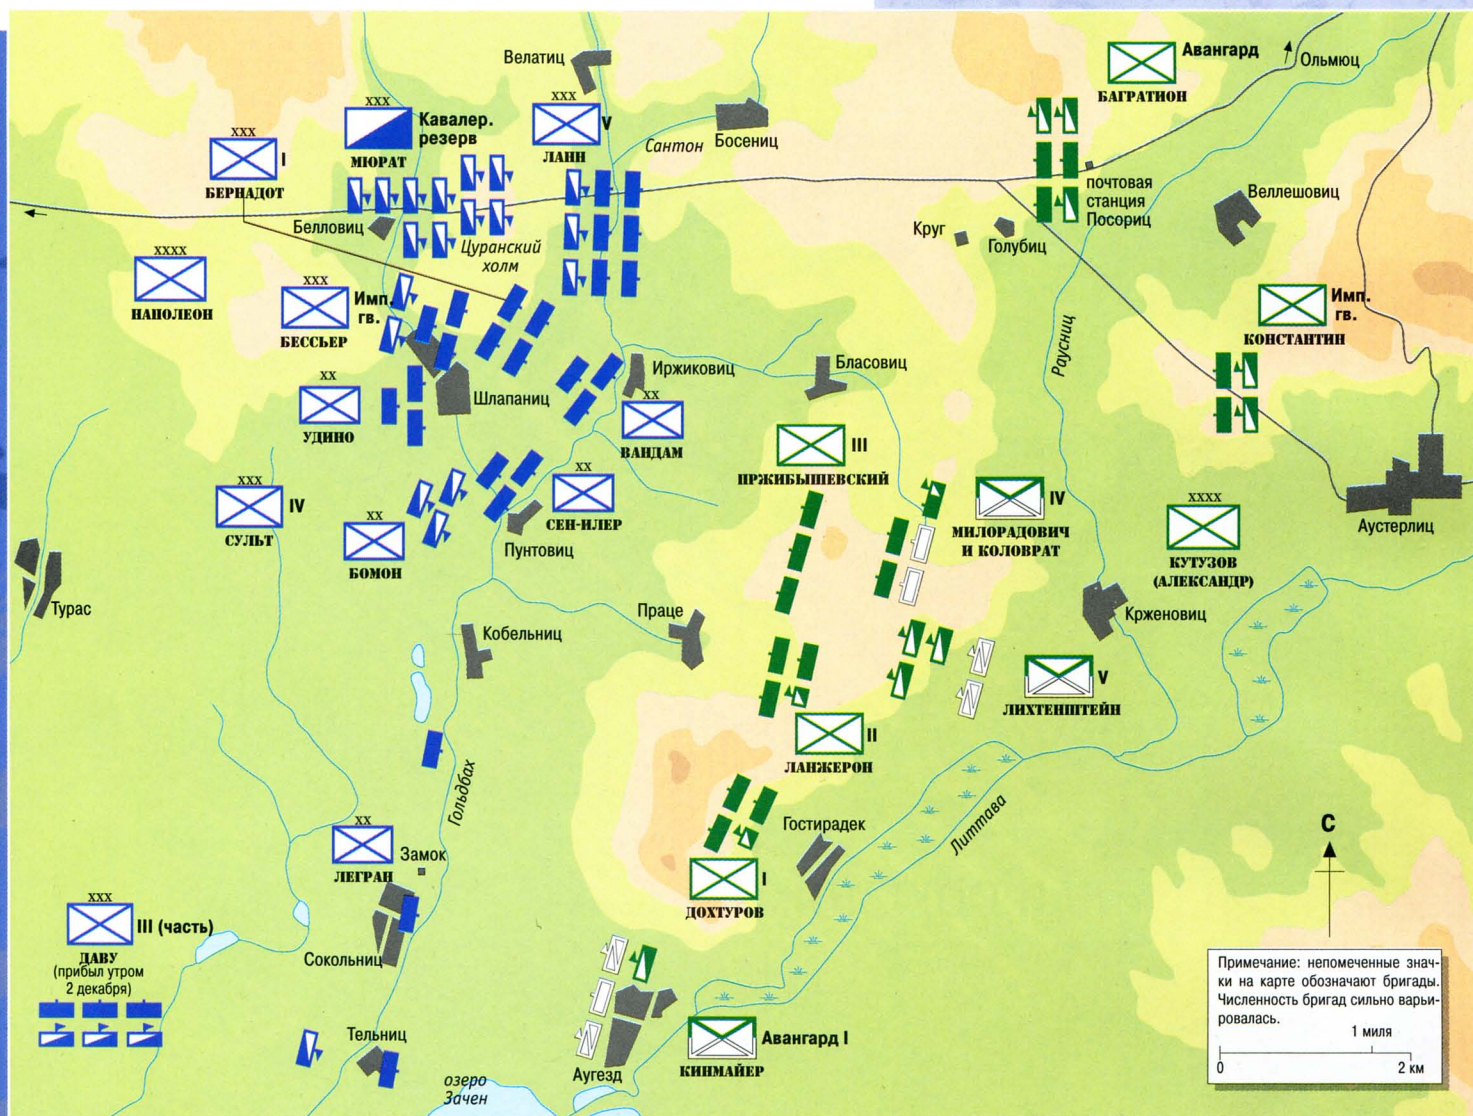 Велатиц
Авангард
Ольмюц
БАГРАТИОН
XXX
Кавалер.
резерв
МЮРАТ
XXX
V
ЛАНН
Сантон
Босениц
XXX
I
БЕРНАДОТ
почтовая
станция
Посориц
Веллешовиц
Белловиц
Цуранский
холм
Круг
Голубиц
XXXX
НАПОЛЕОН
XXX
Имп.
гв.
БЕССЬЕР
Имп.
гв.
КОНСТАНТИН
Раусниц
Иржиковиц
Бласовиц
XX
УДИНО
Шлапаниц
XX
ВАНДАМ
III
ПРЖИБЫШЕВСКИЙ
XXX
IV
СУЛЬТ
XX
СЕН-ИЛЕР
XX
БОМОН
Пунтовиц
IV
МИЛОРАДОВИЧ
И КОЛОВРАТ
XXXX
КУТУЗОВ
(АЛЕКСАНДР)
Аустерлиц
Турас
Кобельниц
Праце
Крженовиц
V
ЛИХТЕНШТЕЙН
II
ЛАНЖЕРОН
Гольдбах
Литтава
Гостирадек
С
XX
ЛЕГРАН
Замок
I
ДОХТУРОВ
XXX
III (часть)
ДАВУ
(прибыл утром
2 декабря)
Сокольниц
Тельниц
Аугезд
Авангард I
КИНМАЙЕР
озеро
Зачен
Примечание: непомеченные знач-
ки на карте обозначают бригады.
Численность бригад сильно варьи-
ровалась.
1 миля
0
2 км